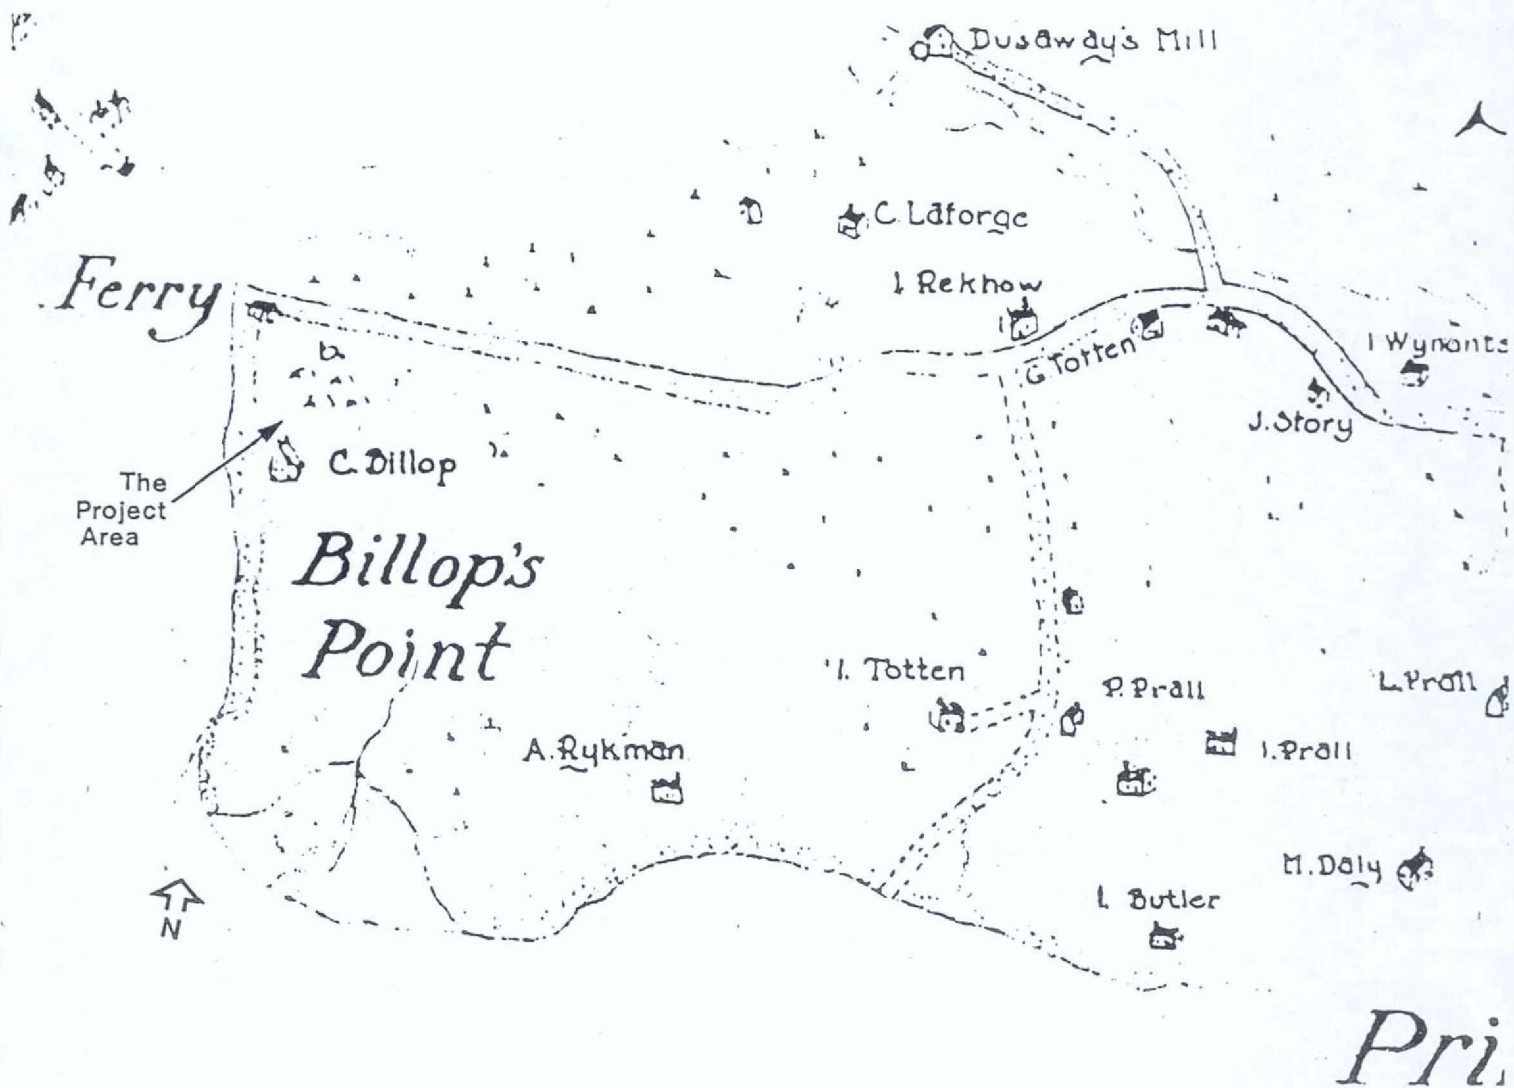 Dusaway's Mill
C. Laforge
Ferry
I Rekhow
G Totten
I Wynants
J. Story
b
C. Billop
The
Project
Area
Billop's
Point
I. Totten
P. Prall
L. Prall
A. Rykman
I. Prall
M. Daly
N
I. Butler
Pri